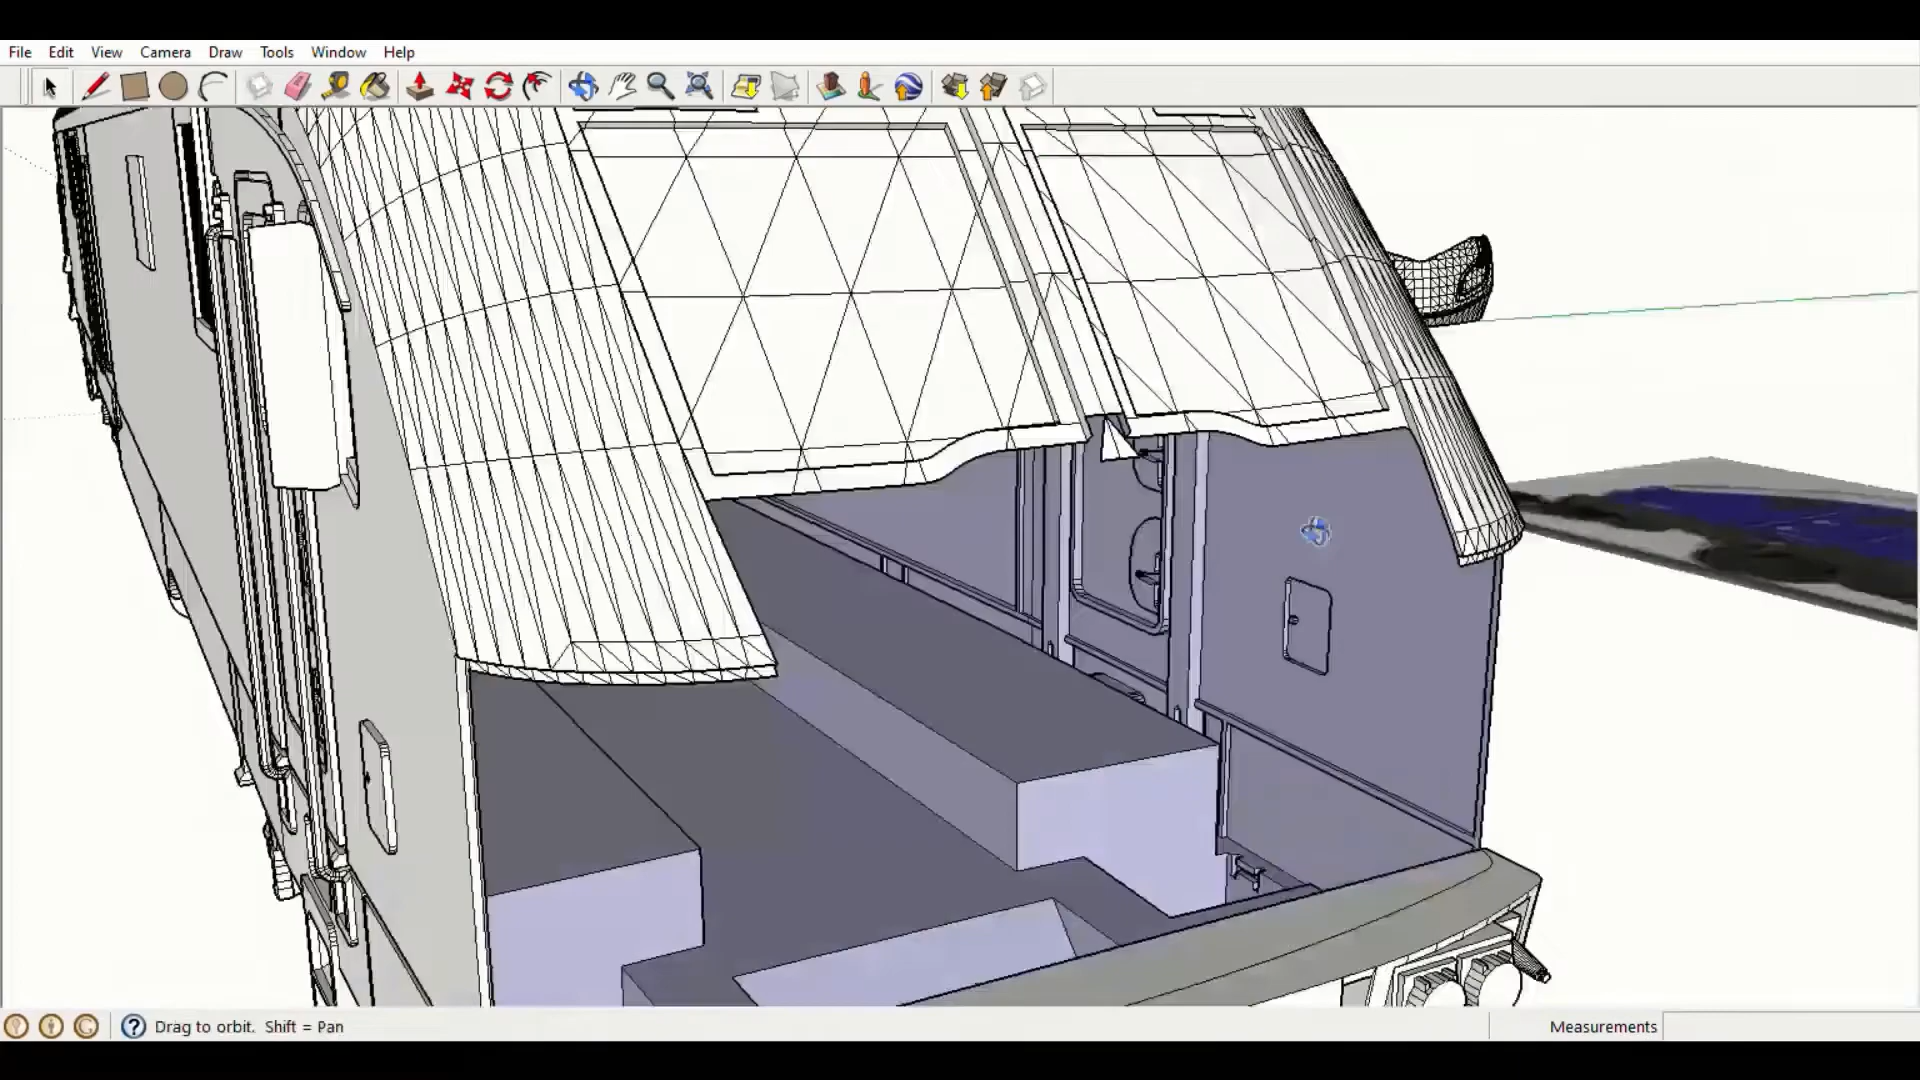 File Edit View Camera Draw Tools Window Help
Drag to orbit. Shift = Pan
Measurements